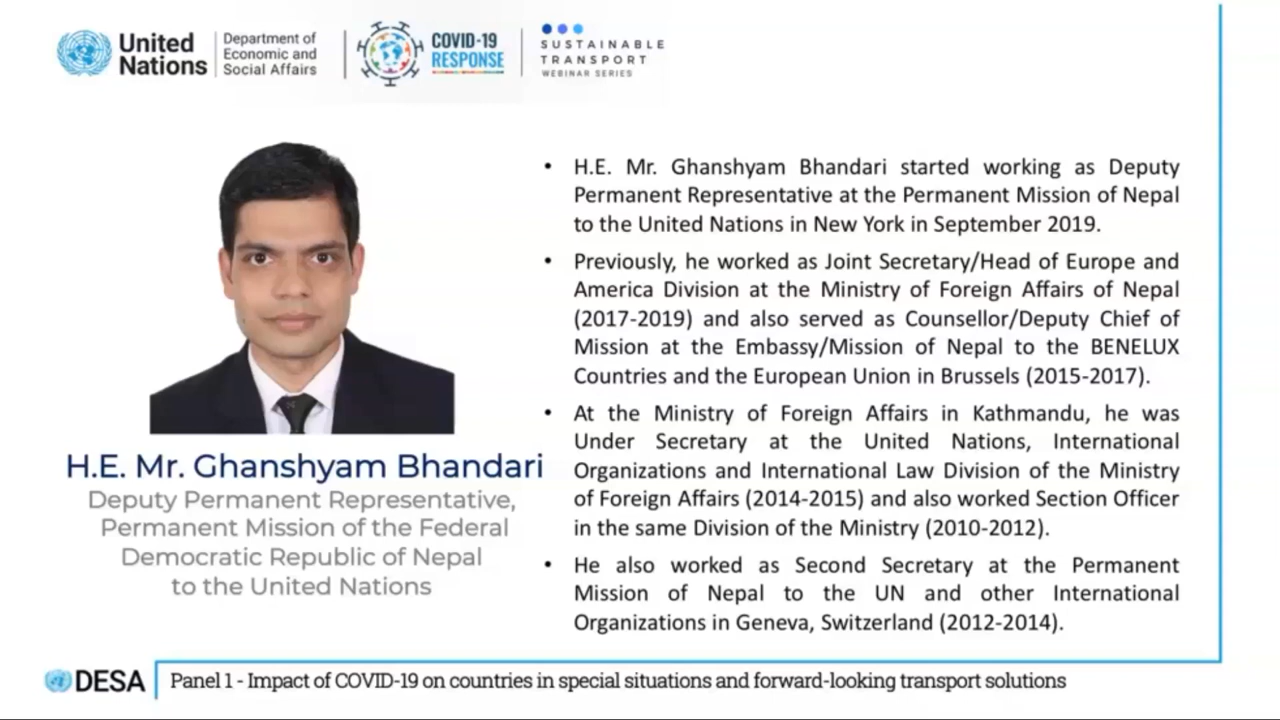 United
Nations
Department of
Economic and
Social Affairs
COVID-19
RESPONSE
SUSTAINABLE
TRANSPORT
WEBINAR SERIES
H.E. Mr. Ghanshyam Bhandari
Deputy Permanent Representative,
Permanent Mission of the Federal
Democratic Republic of Nepal
to the United Nations
• H.E. Mr. Ghanshyam Bhandari started working as Deputy
Permanent Representative at the Permanent Mission of Nepal
to the United Nations in New York in September 2019.
• Previously, he worked as Joint Secretary/Head of Europe and
America Division at the Ministry of Foreign Affairs of Nepal
(2017-2019) and also served as Counsellor/Deputy Chief of
Mission at the Embassy/Mission of Nepal to the BENELUX
Countries and the European Union in Brussels (2015-2017).
• At the Ministry of Foreign Affairs in Kathmandu, he was
Under Secretary at the United Nations, International
Organizations and International Law Division of the Ministry
of Foreign Affairs (2014-2015) and also worked Section Officer
in the same Division of the Ministry (2010-2012).
• He also worked as Second Secretary at the Permanent
Mission of Nepal to the UN and other International
Organizations in Geneva, Switzerland (2012-2014).
DESA
Panel 1 - Impact of COVID-19 on countries in special situations and forward-looking transport solutions